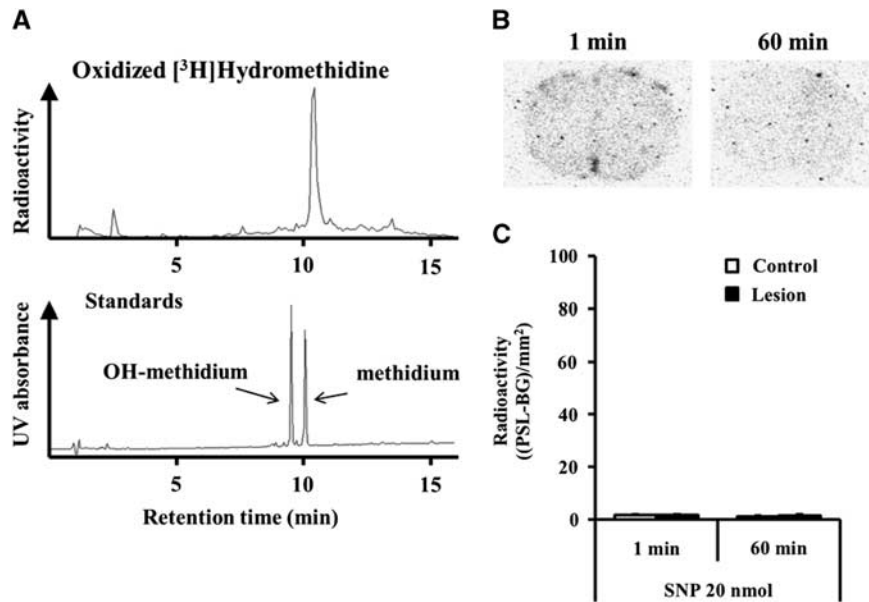 A
Oxidized [³H]Hydromethidine
Radioactivity
5 10 15
Standards
UV absorbance
OH-methidium
methidium
5 10 15
Retention time (min)
B
1 min 60 min
C
Radioactivity
((PSL-BG)/mm²)
100
80
60
40
20
0
Control
Lesion
1 min 60 min
SNP 20 nmol